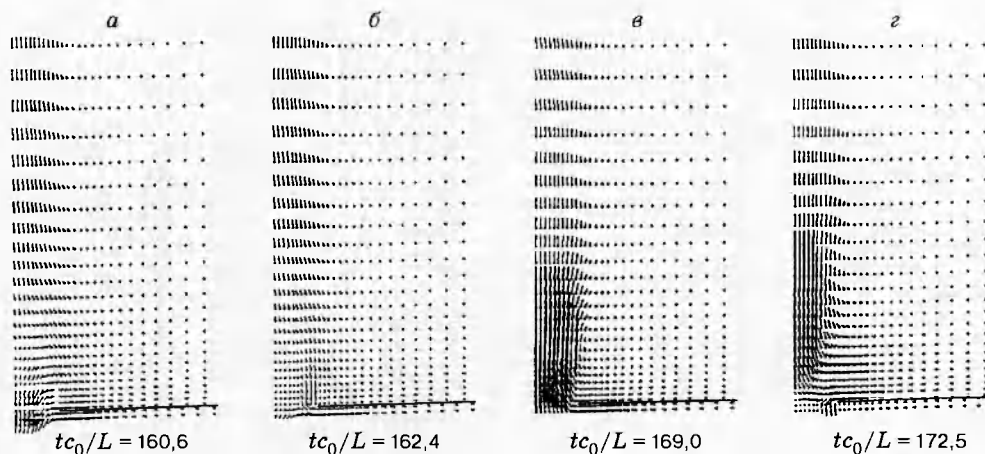 а б в г
tc₀/L = 160,6 tc₀/L = 162,4 tc₀/L = 169,0 tc₀/L = 172,5